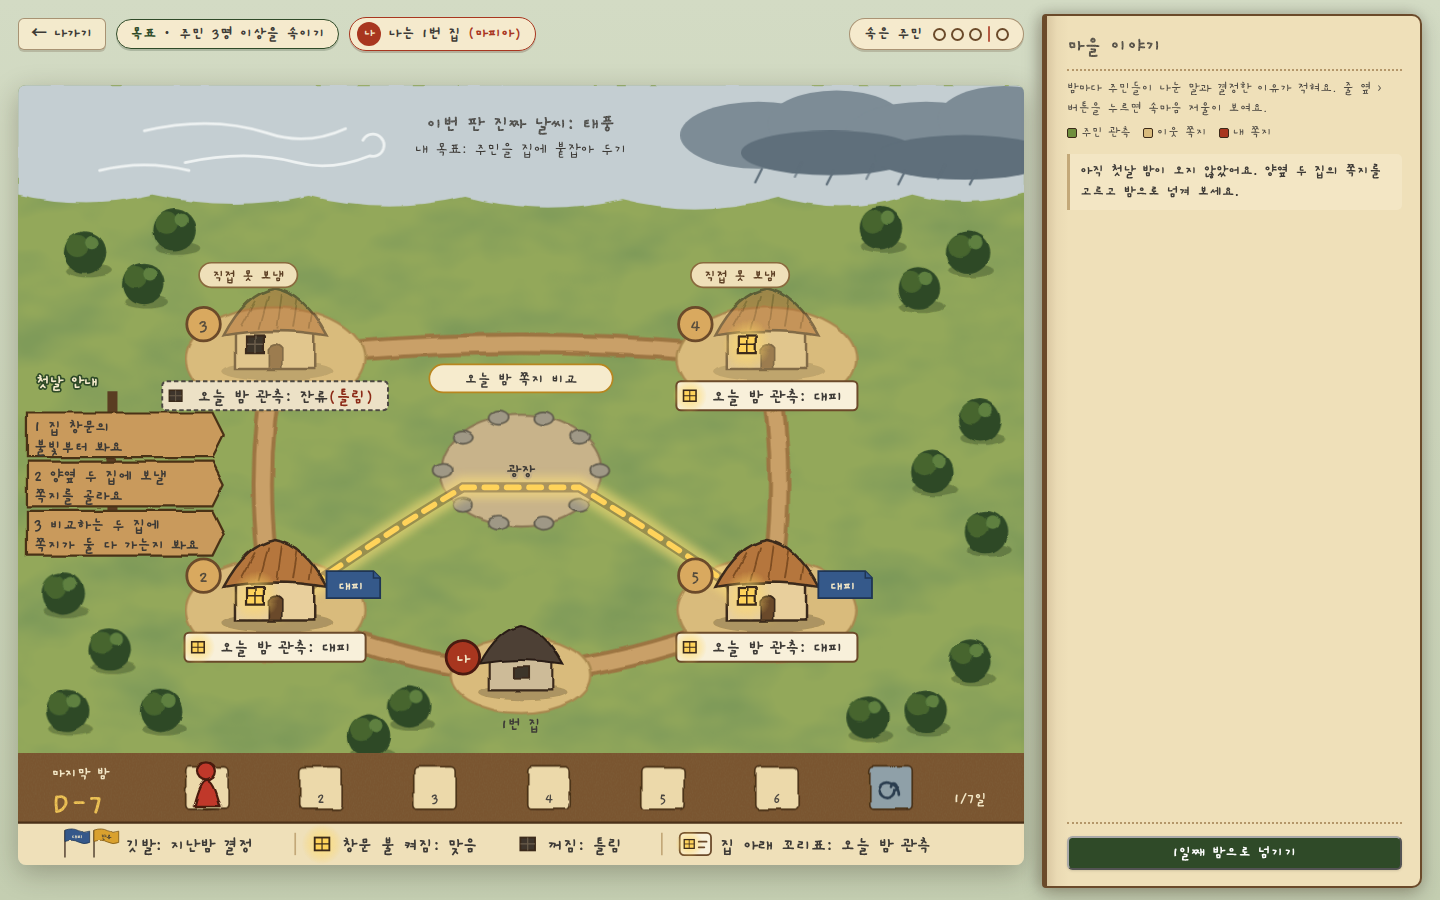 ← 나가기
목표 · 주민 3명 이상을 속이기
나 나는 1번 집 (마피아)
속은 주민
이번 판 진짜 날씨: 태풍
내 목표: 주민을 집에 붙잡아 두기
직접 못 보냄
직접 못 보냄
3
4
오늘 밤 관측: 잔류(틀림)
오늘 밤 쪽지 비교
오늘 밤 관측: 대피
첫날 안내
1 집 창문의
불빛부터 봐요
2 양옆 두 집에 보낼
쪽지를 골라요
3 비교하는 두 집에
쪽지가 둘 다 가는지 봐요
광장
2
대피
5
대피
오늘 밤 관측: 대피
나
오늘 밤 관측: 대피
1번 집
마지막 밤
D-7
2
3
4
5
6
1/7일
대피
깃발: 지난밤 결정
창문 불 켜짐: 맞음
꺼짐: 틀림
집 아래 꼬리표: 오늘 밤 관측
마을 이야기
밤마다 주민들이 나눈 말과 결정한 이유가 적혀요. 줄 옆 ›
버튼을 누르면 속마음 저울이 보여요.
주민 관측
이웃 쪽지
내 쪽지
아직 첫날 밤이 오지 않았어요. 양옆 두 집의 쪽지를
고르고 밤으로 넘겨 보세요.
1일째 밤으로 넘기기